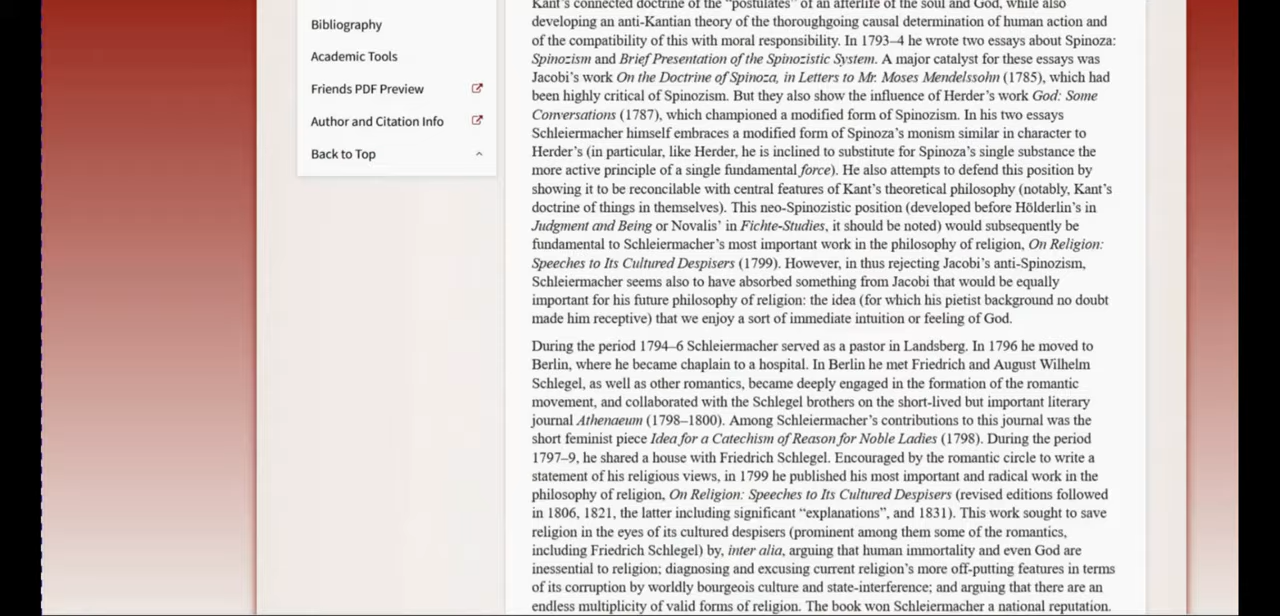 Bibliography
Academic Tools
Friends PDF Preview
Author and Citation Info
Back to Top
Kant's connected doctrine of the “postulates” of an afterlife of the soul and God, while also
developing an anti-Kantian theory of the thoroughgoing causal determination of human action and
of the compatibility of this with moral responsibility. In 1793–4 he wrote two essays about Spinoza:
Spinozism and Brief Presentation of the Spinozistic System. A major catalyst for these essays was
Jacobi's work On the Doctrine of Spinoza, in Letters to Mr. Moses Mendelssohn (1785), which had
been highly critical of Spinozism. But they also show the influence of Herder's work God: Some
Conversations (1787), which championed a modified form of Spinozism. In his two essays
Schleiermacher himself embraces a modified form of Spinoza's monism similar in character to
Herder's (in particular, like Herder, he is inclined to substitute for Spinoza's single substance the
more active principle of a single fundamental force). He also attempts to defend this position by
showing it to be reconcilable with central features of Kant's theoretical philosophy (notably, Kant's
doctrine of things in themselves). This neo-Spinozistic position (developed before Hölderlin's in
Judgment and Being or Novalis' in Fichte-Studies, it should be noted) would subsequently be
fundamental to Schleiermacher's most important work in the philosophy of religion, On Religion:
Speeches to Its Cultured Despisers (1799). However, in thus rejecting Jacobi's anti-Spinozism,
Schleiermacher seems also to have absorbed something from Jacobi that would be equally
important for his future philosophy of religion: the idea (for which his pietist background no doubt
made him receptive) that we enjoy a sort of immediate intuition or feeling of God.
During the period 1794–6 Schleiermacher served as a pastor in Landsberg. In 1796 he moved to
Berlin, where he became chaplain to a hospital. In Berlin he met Friedrich and August Wilhelm
Schlegel, as well as other romantics, became deeply engaged in the formation of the romantic
movement, and collaborated with the Schlegel brothers on the short-lived but important literary
journal Athenaeum (1798–1800). Among Schleiermacher's contributions to this journal was the
short feminist piece Idea for a Catechism of Reason for Noble Ladies (1798). During the period
1797–9, he shared a house with Friedrich Schlegel. Encouraged by the romantic circle to write a
statement of his religious views, in 1799 he published his most important and radical work in the
philosophy of religion, On Religion: Speeches to Its Cultured Despisers (revised editions followed
in 1806, 1821, the latter including significant “explanations”, and 1831). This work sought to save
religion in the eyes of its cultured despisers (prominent among them some of the romantics,
including Friedrich Schlegel) by, inter alia, arguing that human immortality and even God are
inessential to religion; diagnosing and excusing current religion's more off-putting features in terms
of its corruption by worldly bourgeois culture and state-interference; and arguing that there are an
endless multiplicity of valid forms of religion. The book won Schleiermacher a national reputation.